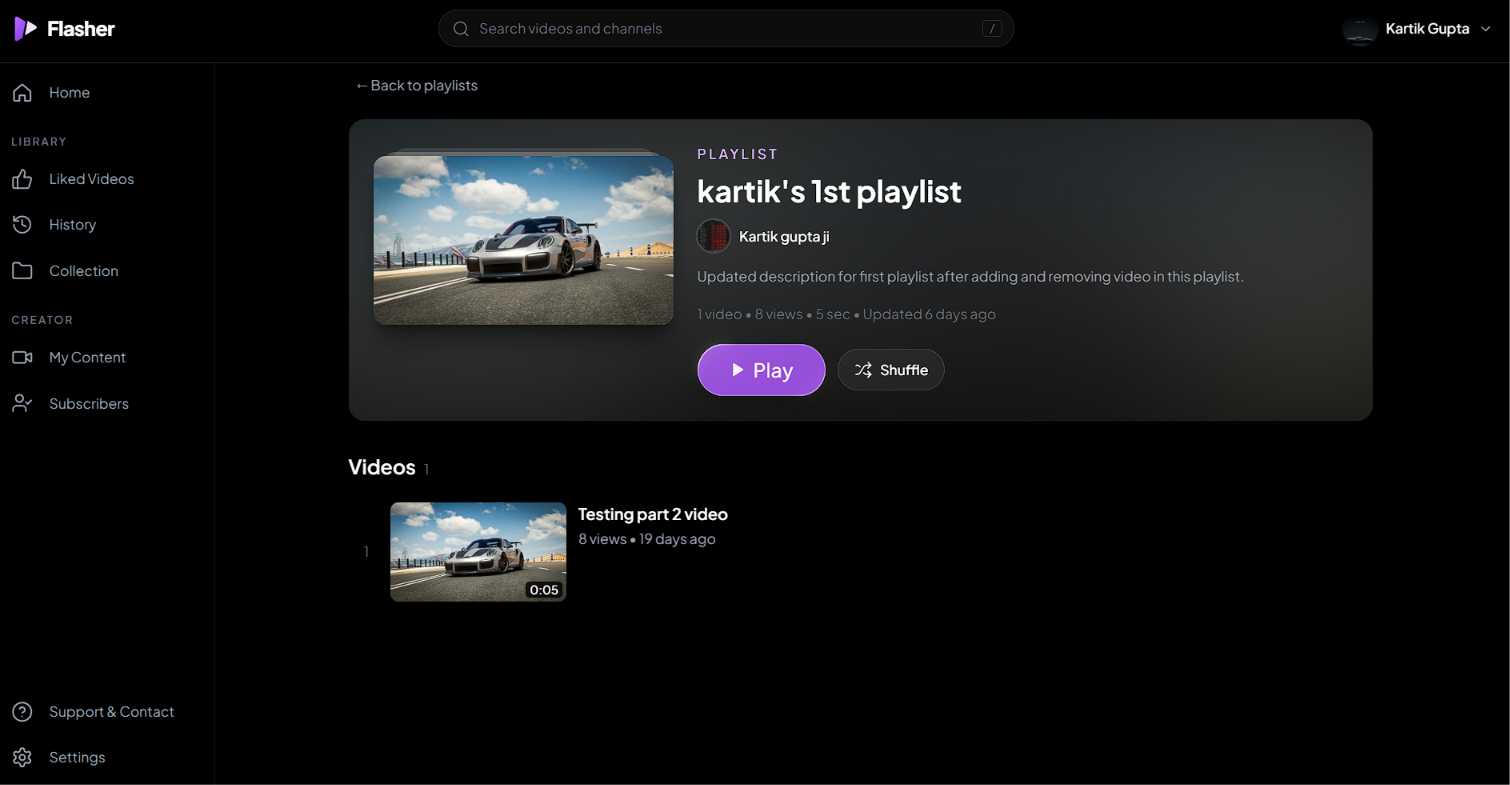 Flasher
Search videos and channels
/
Kartik Gupta
Home
LIBRARY
Liked Videos
History
Collection
CREATOR
My Content
Subscribers
Support & Contact
Settings
←Back to playlists
PLAYLIST
kartik's 1st playlist
Kartik gupta ji
Updated description for first playlist after adding and removing video in this playlist.
1 video • 8 views • 5 sec • Updated 6 days ago
Play
Shuffle
Videos 1
1
0:05
Testing part 2 video
8 views • 19 days ago